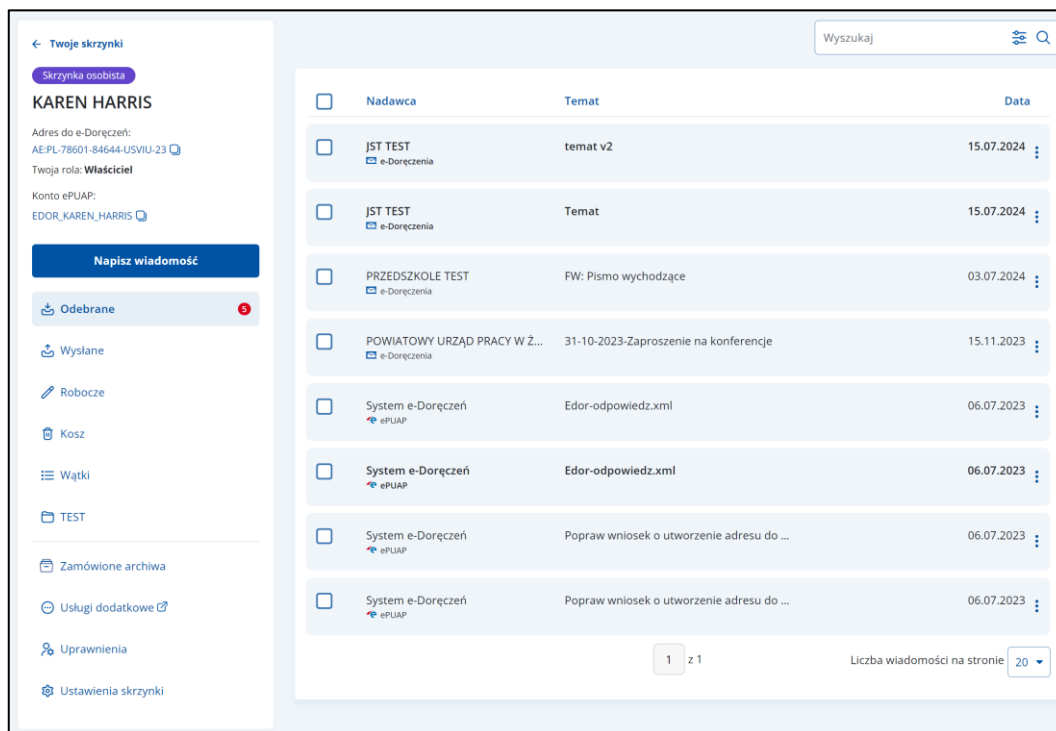 ← Twoje skrzynki
Skrzynka osobista
KAREN HARRIS
Adres do e-Doręczeń:
AE:PL-78601-84644-USVIU-23
Twoja rola: Właściciel
Konto ePUAP:
EDOR_KAREN_HARRIS
Napisz wiadomość
Odebrane 5
Wysłane
Robocze
Kosz
Wątki
TEST
Zamówione archiwa
Usługi dodatkowe
Uprawnienia
Ustawienia skrzynki
Wyszukaj
Nadawca Temat Data
JST TEST temat v2 15.07.2024
e-Doręczenia
JST TEST Temat 15.07.2024
e-Doręczenia
PRZEDSZKOLE TEST FW: Pismo wychodzące 03.07.2024
e-Doręczenia
POWIATOWY URZĄD PRACY W Ż... 31-10-2023-Zaproszenie na konferencje 15.11.2023
e-Doręczenia
System e-Doręczeń Edor-odpowiedz.xml 06.07.2023
ePUAP
System e-Doręczeń Edor-odpowiedz.xml 06.07.2023
ePUAP
System e-Doręczeń Popraw wniosek o utworzenie adresu do ... 06.07.2023
ePUAP
System e-Doręczeń Popraw wniosek o utworzenie adresu do ... 06.07.2023
ePUAP
1 z 1 Liczba wiadomości na stronie 20